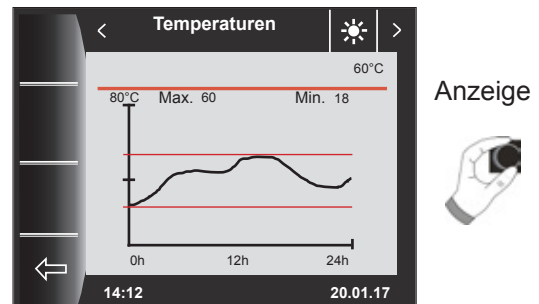 < Temperaturen >
60°C
80°C Max. 60 Min. 18
Anzeige
0h 12h 24h
14:12 20.01.17